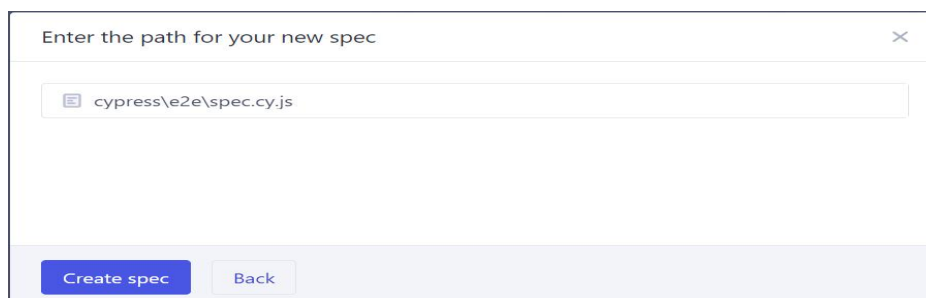 Enter the path for your new spec
cypress\e2e\spec.cy.js
Create spec Back